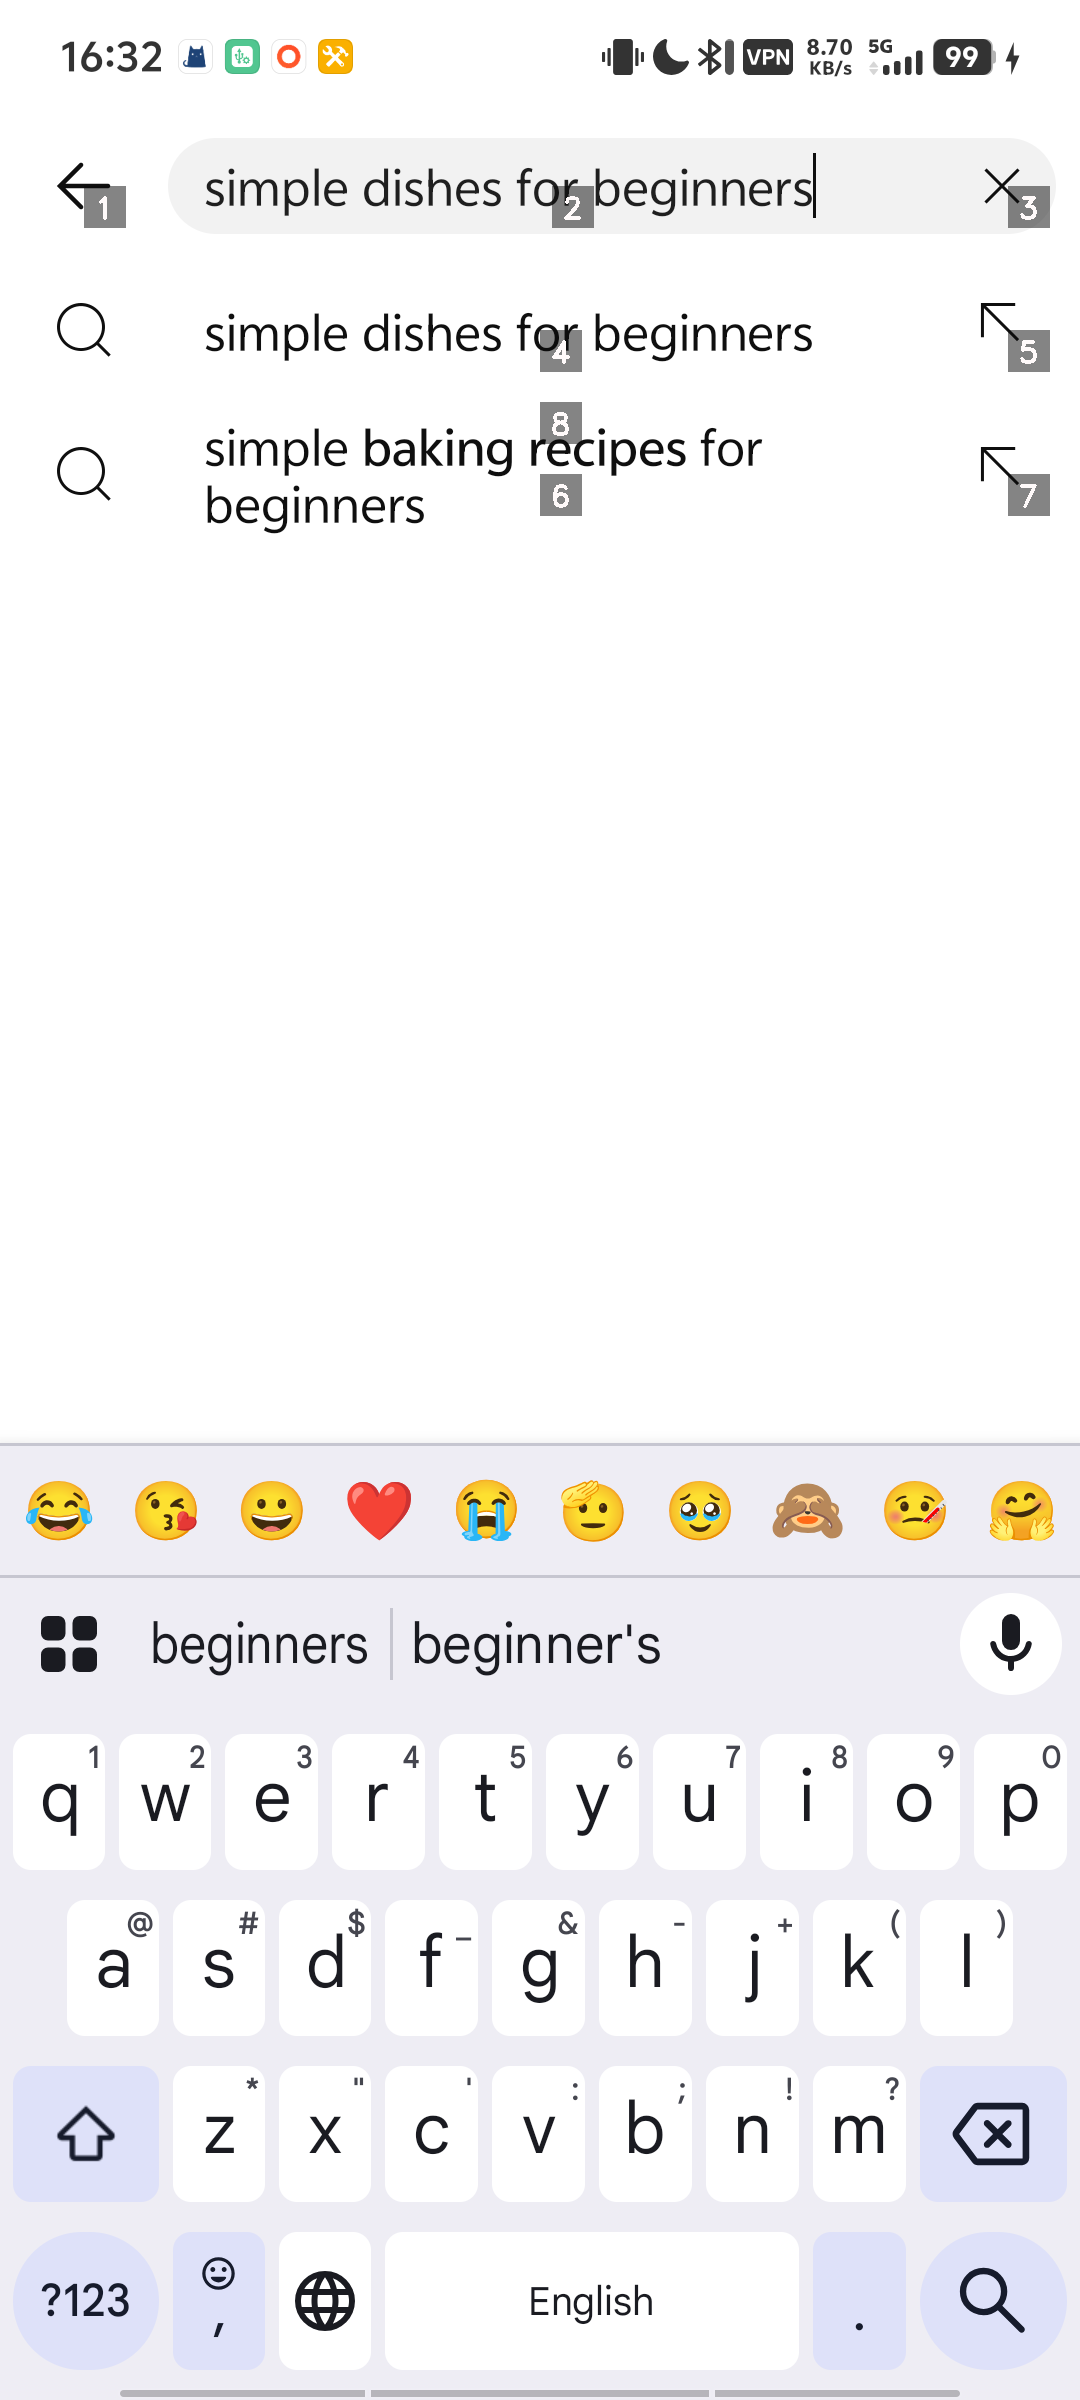 16:32 VPN 8.70 KB/s 5G 99
simple dishes for beginners
1 2 3
simple dishes for beginners
4 5
8
simple baking recipes for
beginners
6 7
beginners beginner's
q 1 w 2 e 3 r 4 t 5 y 6 u 7 i 8 o 9 p 0
a @ s # d $ f _ g & h - j + k ( l )
z * x " c ' v : b ; n ! m ?
?123 , English .